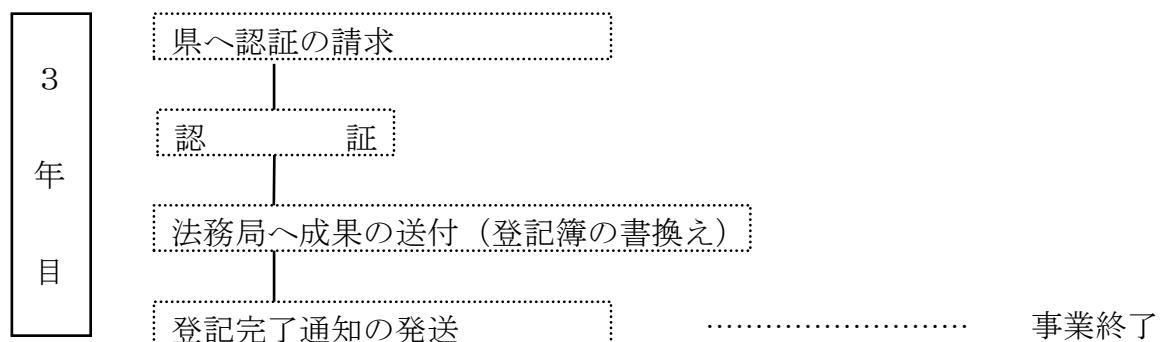 3年目
県へ認証の請求
認　　　　証
法務局へ成果の送付（登記簿の書換え）
登記完了通知の発送　………………………　事業終了